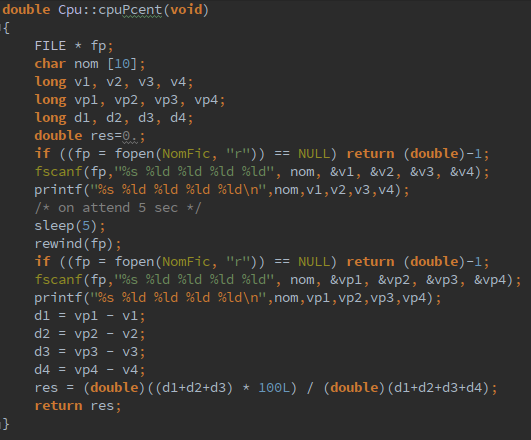 double Cpu::cpuPcent(void)
{
FILE * fp;
char nom [10];
long v1, v2, v3, v4;
long vp1, vp2, vp3, vp4;
long d1, d2, d3, d4;
double res=0.;
if ((fp = fopen(NomFic, "r")) == NULL) return (double)-1;
fscanf(fp,"%s %ld %ld %ld %ld", nom, &v1, &v2, &v3, &v4);
printf("%s %ld %ld %ld %ld\n",nom,v1,v2,v3,v4);
/* on attend 5 sec */
sleep(5);
rewind(fp);
if ((fp = fopen(NomFic, "r")) == NULL) return (double)-1;
fscanf(fp,"%s %ld %ld %ld %ld", nom, &vp1, &vp2, &vp3, &vp4);
printf("%s %ld %ld %ld %ld\n",nom,vp1,vp2,vp3,vp4);
d1 = vp1 - v1;
d2 = vp2 - v2;
d3 = vp3 - v3;
d4 = vp4 - v4;
res = (double)((d1+d2+d3) * 100L) / (double)(d1+d2+d3+d4);
return res;
}